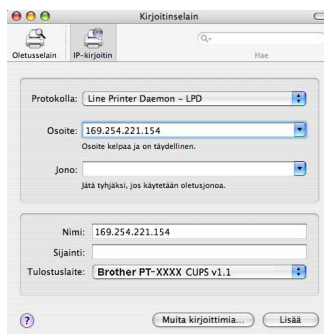 Kirjoitinselain
Oletusselain IP-kirjoitin Hae
Protokolla: Line Printer Daemon – LPD
Osoite: 169.254.221.154
Osoite kelpaa ja on täydellinen.
Jono:
Jätä tyhjäksi, jos käytetään oletusjonoa.
Nimi: 169.254.221.154
Sijainti:
Tulostuslaite: Brother PT-XXXX CUPS v1.1
? Muita kirjoittimia... Lisää